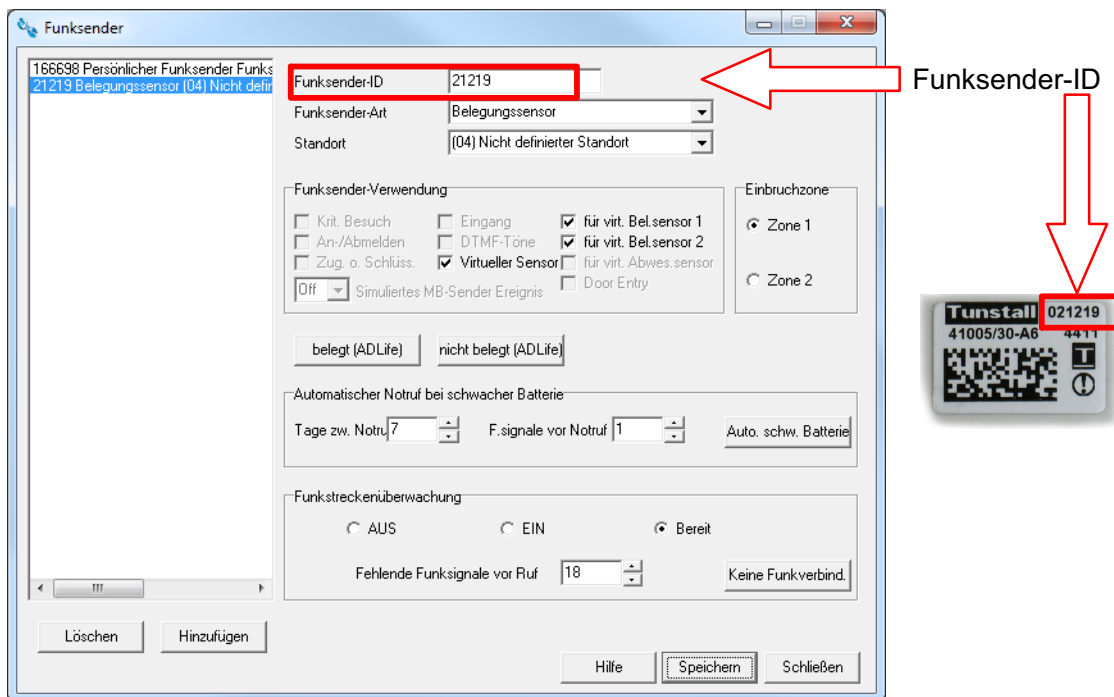 Funksender
166698 Persönlicher Funksender Funks
21219 Belegungssensor (04) Nicht defir
Funksender-ID 21219
Funksender-Art Belegungssensor
Standort (04) Nicht definierter Standort
Funksender-ID
Funksender-Verwendung
Krit. Besuch Eingang für virt. Bel.sensor 1
An-/Abmelden DTMF-Töne für virt. Bel.sensor 2
Zug. o. Schlüss. Virtueller Sensor für virt. Abwes.sensor
Off Simuliertes MB-Sender Ereignis Door Entry
Einbruchzone
Zone 1
Zone 2
Tunstall 021219
41005/30-A6 4411
T
belegt (ADLife) nicht belegt (ADLife)
Automatischer Notruf bei schwacher Batterie
Tage zw. Notru 7 F.signale vor Notruf 1 Auto. schw. Batterie
Funkstreckenüberwachung
AUS EIN Bereit
Fehlende Funksignale vor Ruf 18 Keine Funkverbind.
Löschen Hinzufügen
Hilfe Speichern Schließen